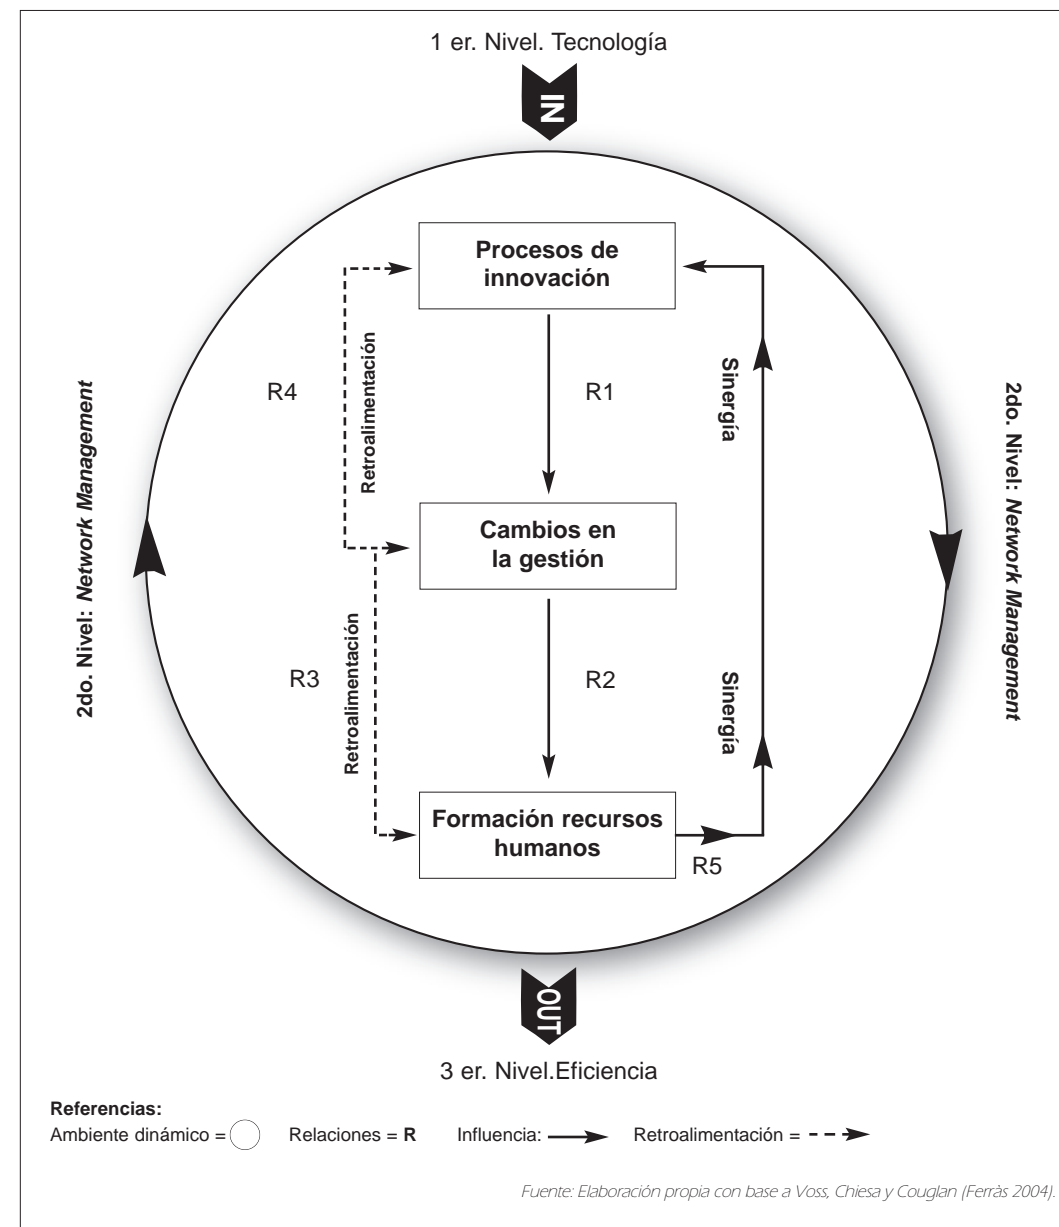 1 er. Nivel. Tecnología
IN
Procesos de
innovación
Retroalimentación
R4
R1
Sinergía
2do. Nivel: Network Management
2do. Nivel: Network Management
Cambios en
la gestión
Retroalimentación
R3
R2
Sinergía
Formación recursos
humanos
R5
OUT
3 er. Nivel.Eficiencia
Referencias:
Ambiente dinámico = Relaciones = R Influencia: Retroalimentación =
Fuente: Elaboración propia con base a Voss, Chiesa y Couglan (Ferràs 2004).